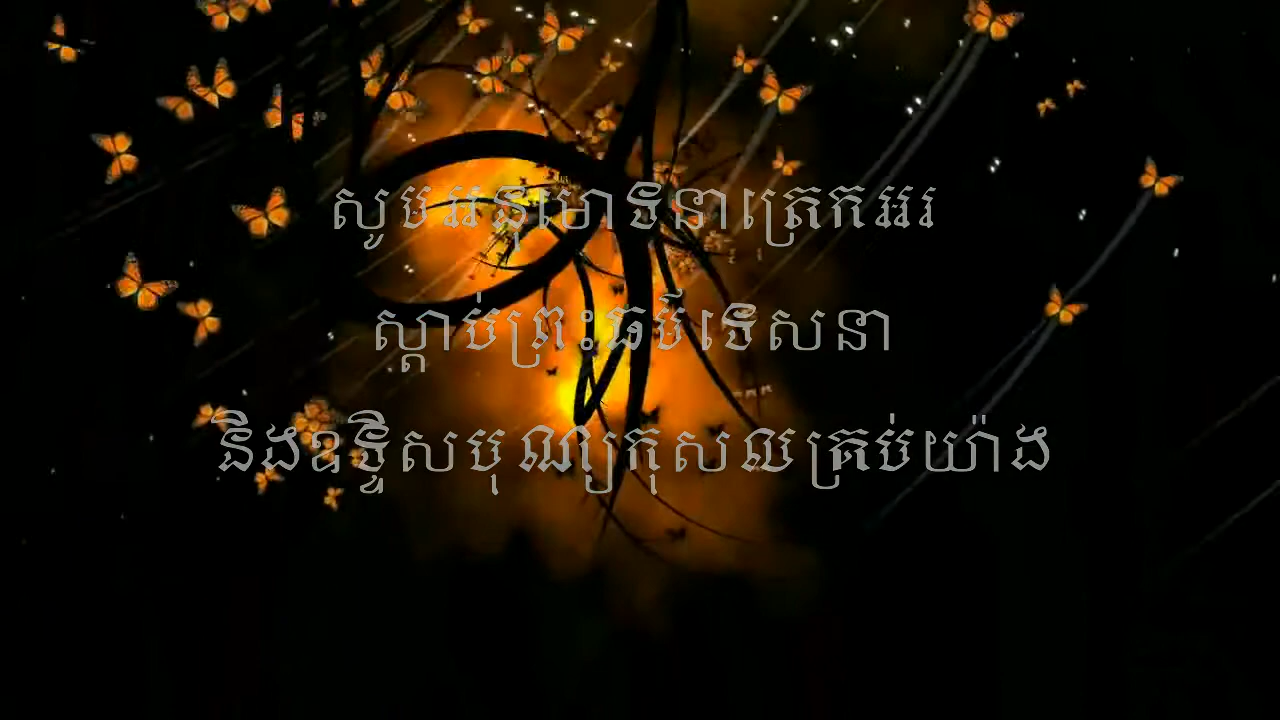 សូមអនុមោទនាត្រេកអរ
ស្តាប់ព្រះធម៌ទេសនា
និងឧទ្ទិសបុណ្យកុសលគ្រប់យ៉ាង